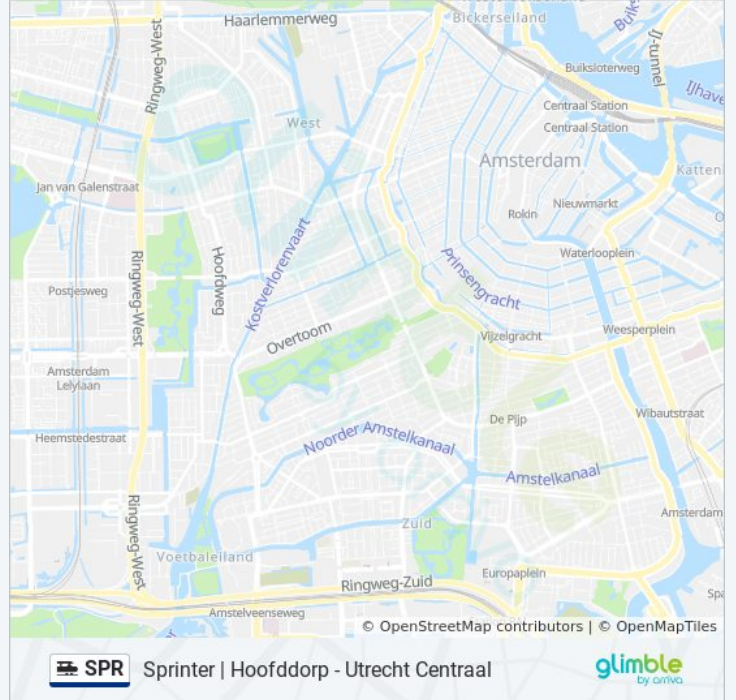 Haarlemmerweg
Bickerseiland
Ringweg-West
Buiks
IJ-tunnel
Buiksloterweg
IJhave
Centraal Station
Centraal Station
West
Amsterdam
Katten
Jan van Galenstraat
Nieuwmarkt
Rokin
O
Kostverlorenvaart
Hoofdweg
Waterlooplein
Prinsengracht
Ringweg-West
Postjesweg
Overtoom
Vijzelgracht
Weesperplein
Amsterdam
Lelylaan
Wibautstraat
De Pijp
Heemstedestraat
Noorder Amstelkanaal
Amstelkanaal
Ringweg-West
Amsterdam
Zuid
Voetbaleiland
Europaplein
Ringweg-Zuid
Spa
Amstelveenseweg
er
© OpenStreetMap contributors | © OpenMapTiles
SPR Sprinter | Hoofddorp - Utrecht Centraal
glimble
by arriva